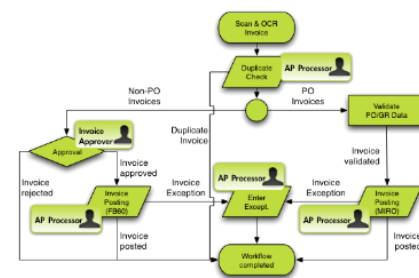 Scan & OCR
Invoice
Duplicate
Check
AP Processor
Non-PO
Invoices
PO
Invoices
Validate
PO/GR Data
Invoice
Approver
Approval
Duplicate
Invoice
Invoice
validated
Invoice
rejected
Invoice
approved
AP Processor
Invoice
Posting
(FB60)
AP Processor
Invoice
Exception
Enter
Except.
Invoice
Exception
Invoice
Posting
(MIRO)
AP Processor
Invoice
posted
Invoice
posted
Workflow
completed